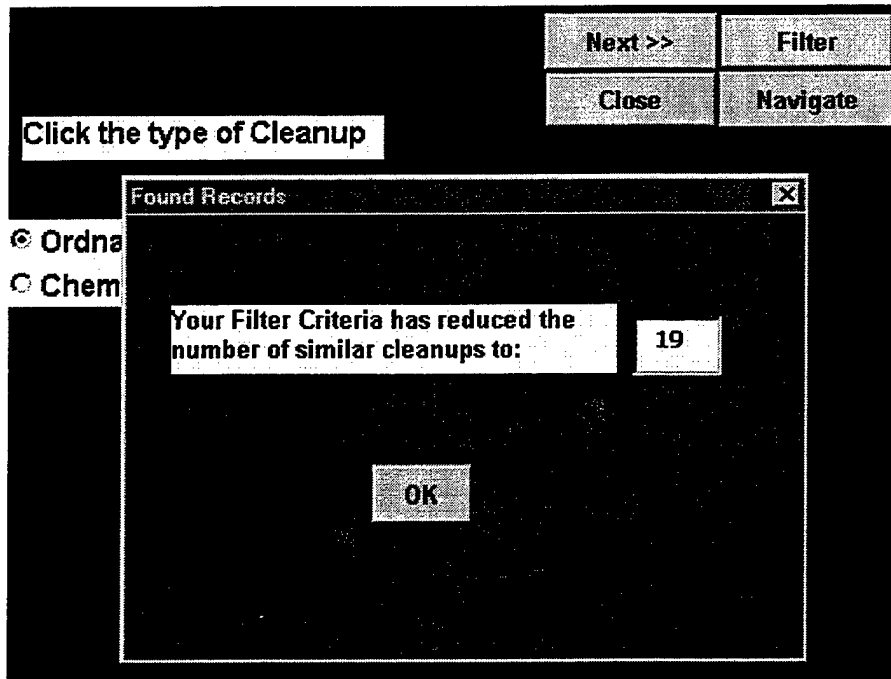 Next >>
Filter
Close
Navigate
Click the type of Cleanup
Found Records
Ordna
Chem
Your Filter Criteria has reduced the
number of similar cleanups to:
19
OK